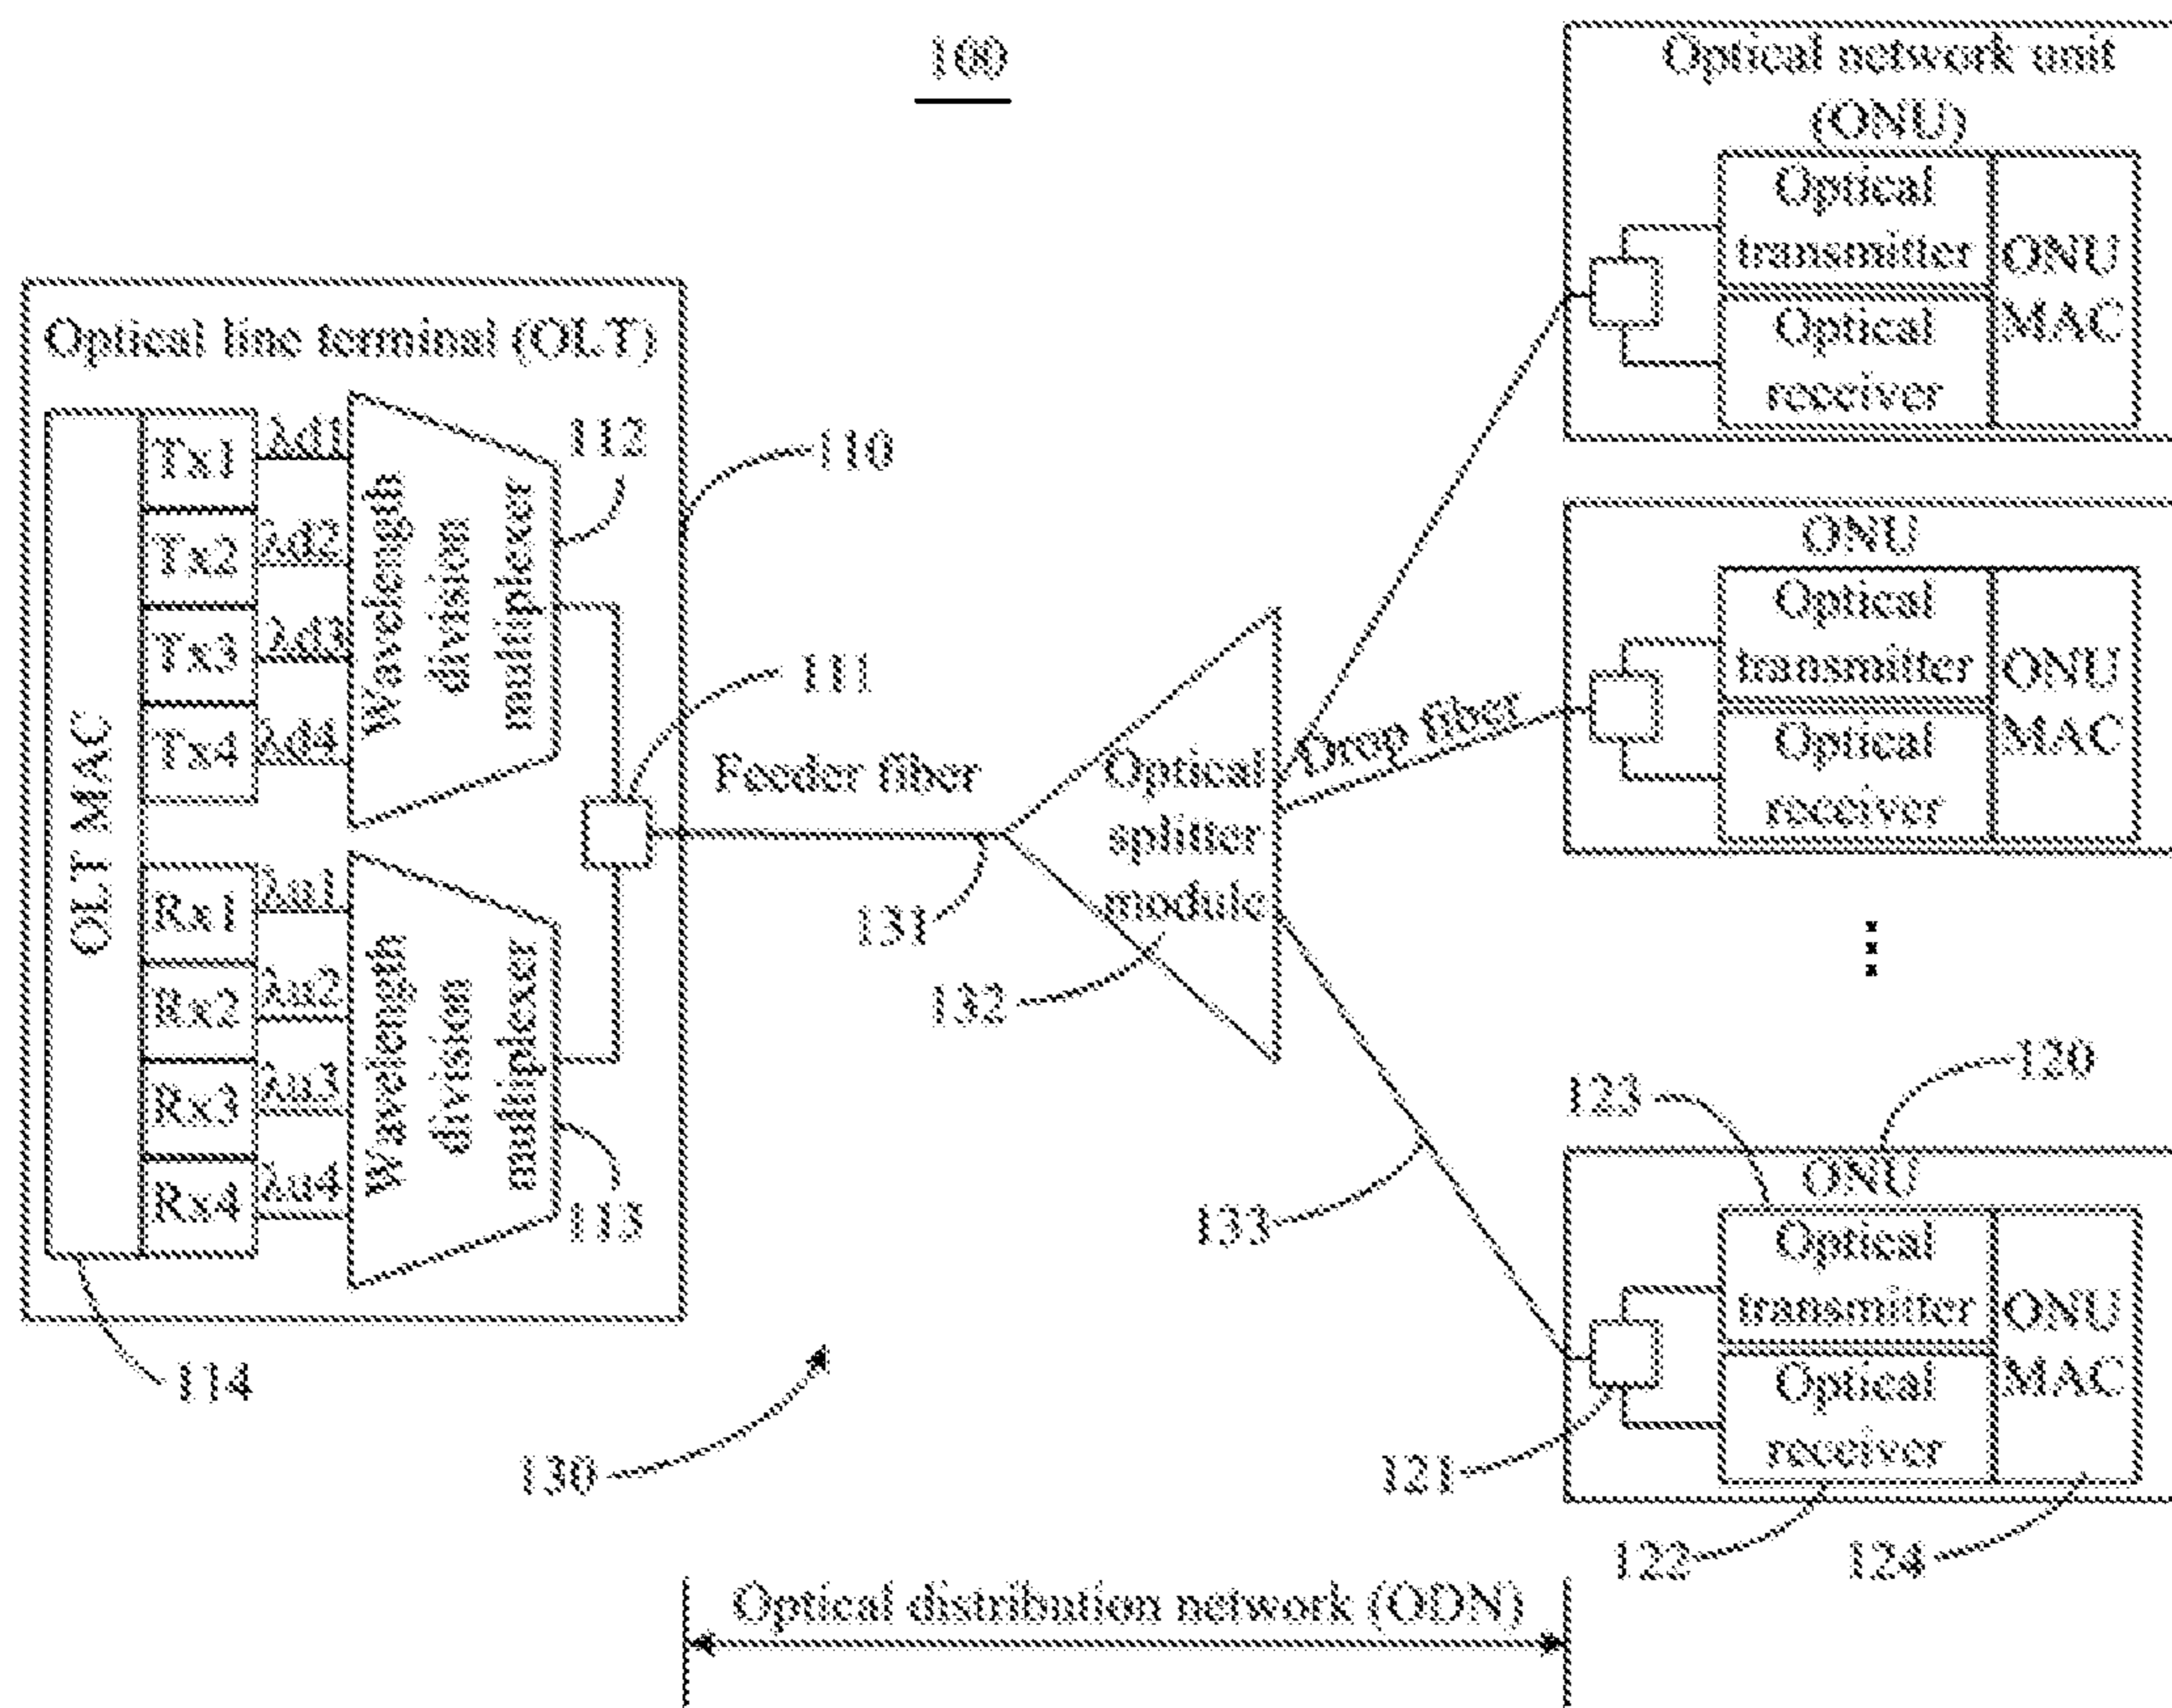 100
Optical network unit
(ONU)
Optical
transmitter
ONU
MAC
Optical
receiver
Optical line terminal (OLT)
OLT MAC
Tx1
λd1
Tx2
λd2
Tx3
λd3
Tx4
λd4
Wavelength
division
multiplexer
112
110
111
ONU
Optical
transmitter
ONU
MAC
Optical
receiver
Feeder fiber
Optical
splitter
module
Drop fiber
Rx1
λu1
Rx2
λu2
Rx3
λu3
Rx4
λu4
Wavelength
division
multiplexer
113
131
132
133
123
120
ONU
Optical
transmitter
ONU
MAC
Optical
receiver
114
130
121
122
124
Optical distribution network (ODN)